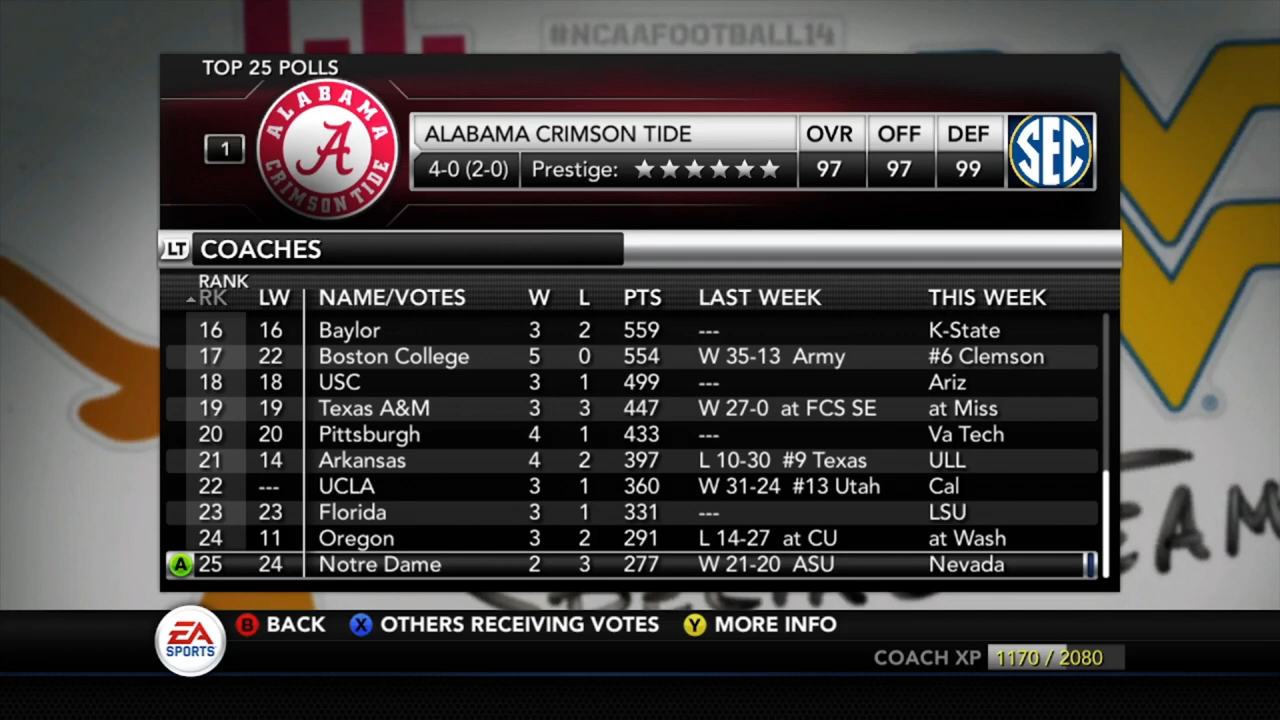 #NCAAFOOTBALL14
TOP 25 POLLS
1
ALABAMA
A
CRIMSON TIDE
ALABAMA CRIMSON TIDE OVR OFF DEF
4-0 (2-0) Prestige: 97 97 99
SEC
LT COACHES
RANK
RK LW NAME/VOTES W L PTS LAST WEEK THIS WEEK
16 16 Baylor 3 2 559 --- K-State
17 22 Boston College 5 0 554 W 35-13 Army #6 Clemson
18 18 USC 3 1 499 --- Ariz
19 19 Texas A&M 3 3 447 W 27-0 at FCS SE at Miss
20 20 Pittsburgh 4 1 433 --- Va Tech
21 14 Arkansas 4 2 397 L 10-30 #9 Texas ULL
22 --- UCLA 3 1 360 W 31-24 #13 Utah Cal
23 23 Florida 3 1 331 --- LSU
24 11 Oregon 3 2 291 L 14-27 at CU at Wash
A 25 24 Notre Dame 2 3 277 W 21-20 ASU Nevada
EA SPORTS
B BACK X OTHERS RECEIVING VOTES Y MORE INFO
COACH XP 1170 / 2080